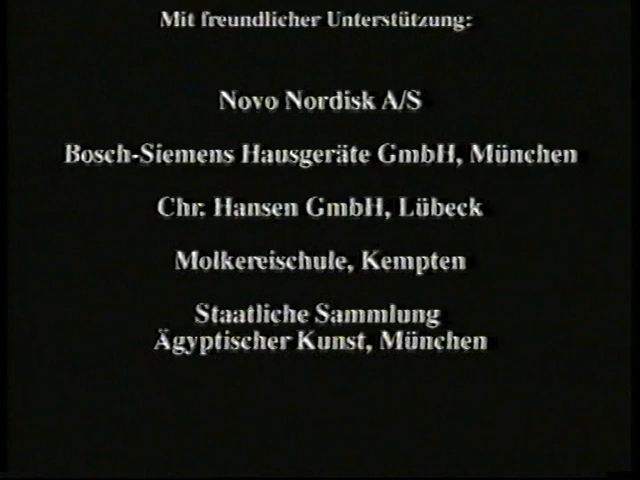 Mit freundlicher Unterstützung:
Novo Nordisk A/S
Bosch-Siemens Hausgeräte GmbH, München
Chr. Hansen GmbH, Lübeck
Molkereischule, Kempten
Staatliche Sammlung
Ägyptischer Kunst, München